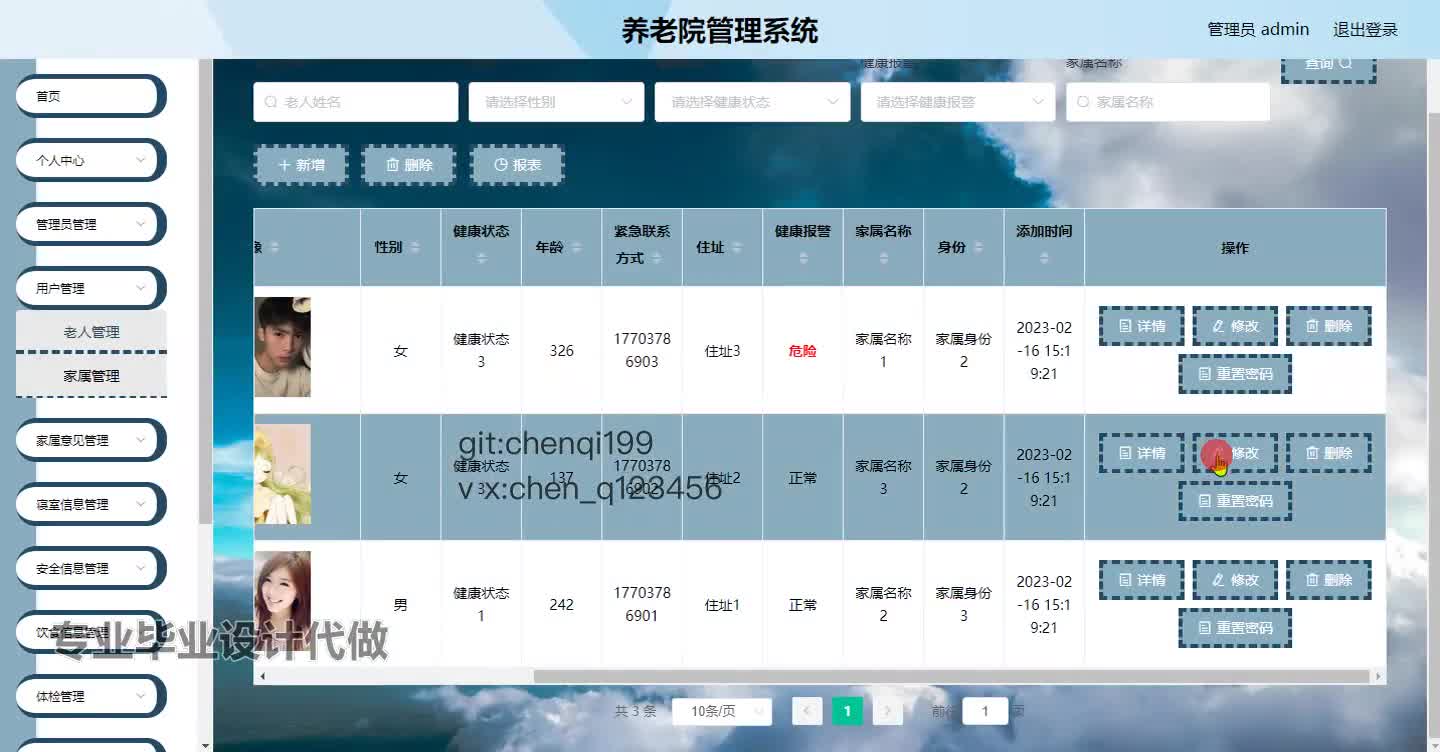 养老院管理系统
管理员 admin 退出登录
首页
个人中心
管理员管理
用户管理
老人管理
家属管理
家属意见管理
寝室信息管理
安全信息管理
饮食信息管理
体检管理
健康报警 家属名称 查询
老人姓名 请选择性别 请选择健康状态 请选择健康报警 家属名称
新增 删除 报表
像 性别 健康状态 年龄 紧急联系方式 住址 健康报警 家属名称 身份 添加时间 操作
女 健康状态3 326 17703786903 住址3 危险 家属名称1 家属身份2 2023-02-16 15:19:21 详情 修改 删除 重置密码
女 健康状态3 137 17703786902 住址2 正常 家属名称3 家属身份2 2023-02-16 15:19:21 详情 修改 删除 重置密码
男 健康状态1 242 17703786901 住址1 正常 家属名称2 家属身份3 2023-02-16 15:19:21 详情 修改 删除 重置密码
git:chenqi199
vx:chen_q123456
专业毕业设计代做
共 3 条 10条/页 1 前往 1 页